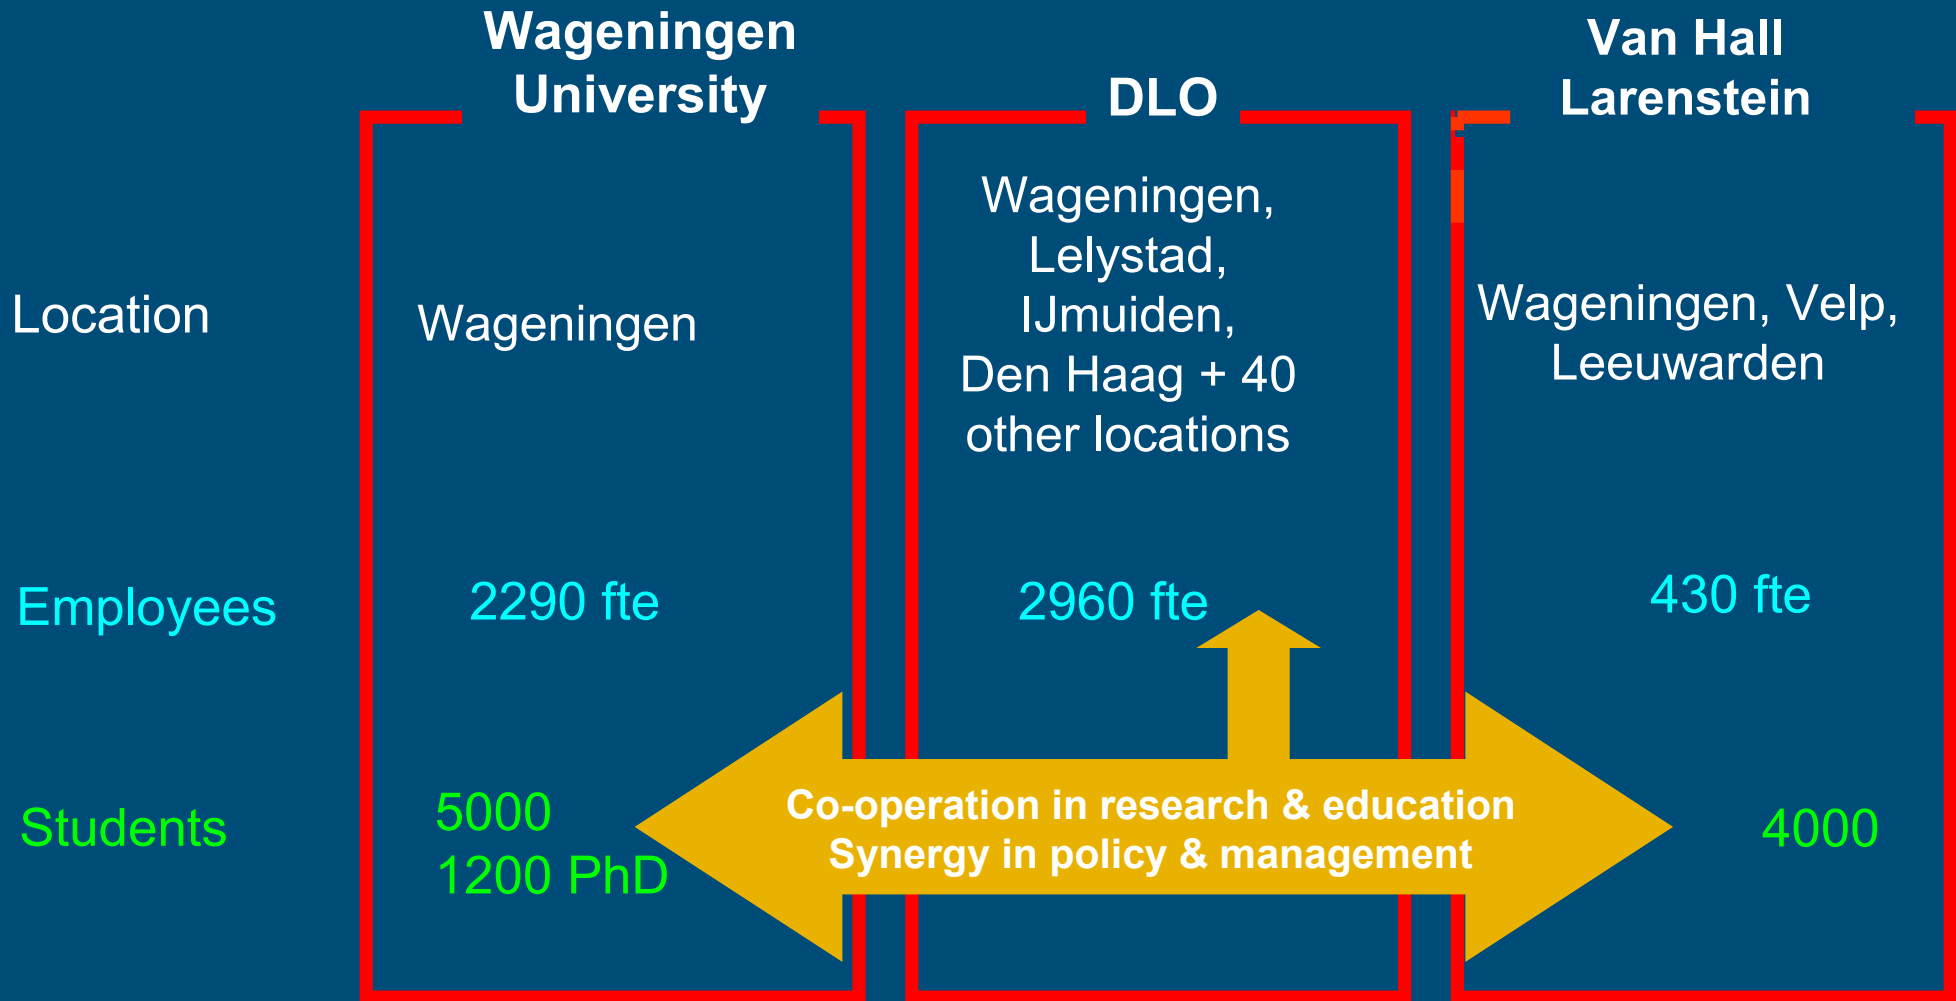 Wageningen
University
DLO
Van Hall
Larenstein
Location
Wageningen
Wageningen,
Lelystad,
IJmuiden,
Den Haag + 40
other locations
Wageningen, Velp,
Leeuwarden
Employees
2290 fte
2960 fte
430 fte
Students
5000
1200 PhD
Co-operation in research & education
Synergy in policy & management
4000